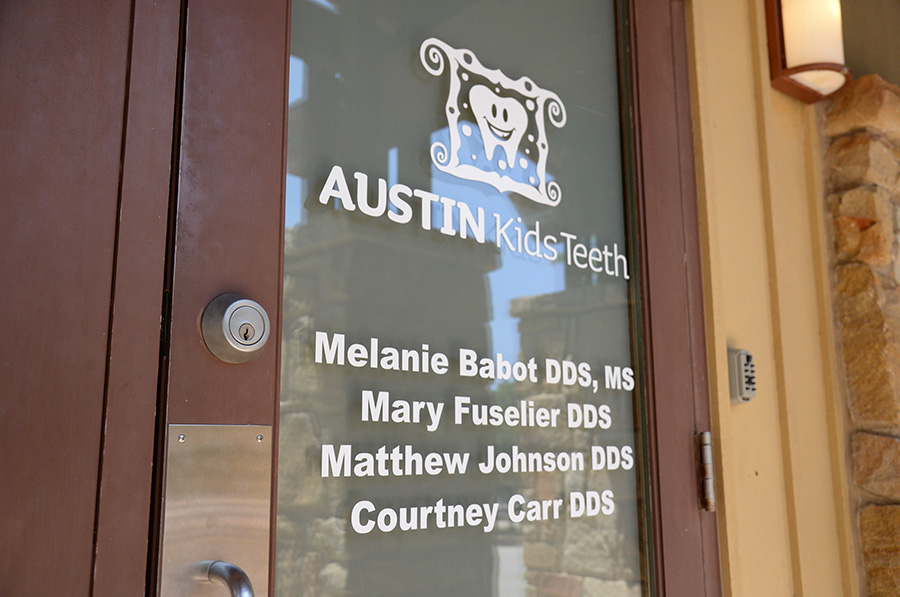 AUSTIN Kids Teeth
Melanie Babot DDS, MS
Mary Fuselier DDS
Matthew Johnson DDS
Courtney Carr DDS